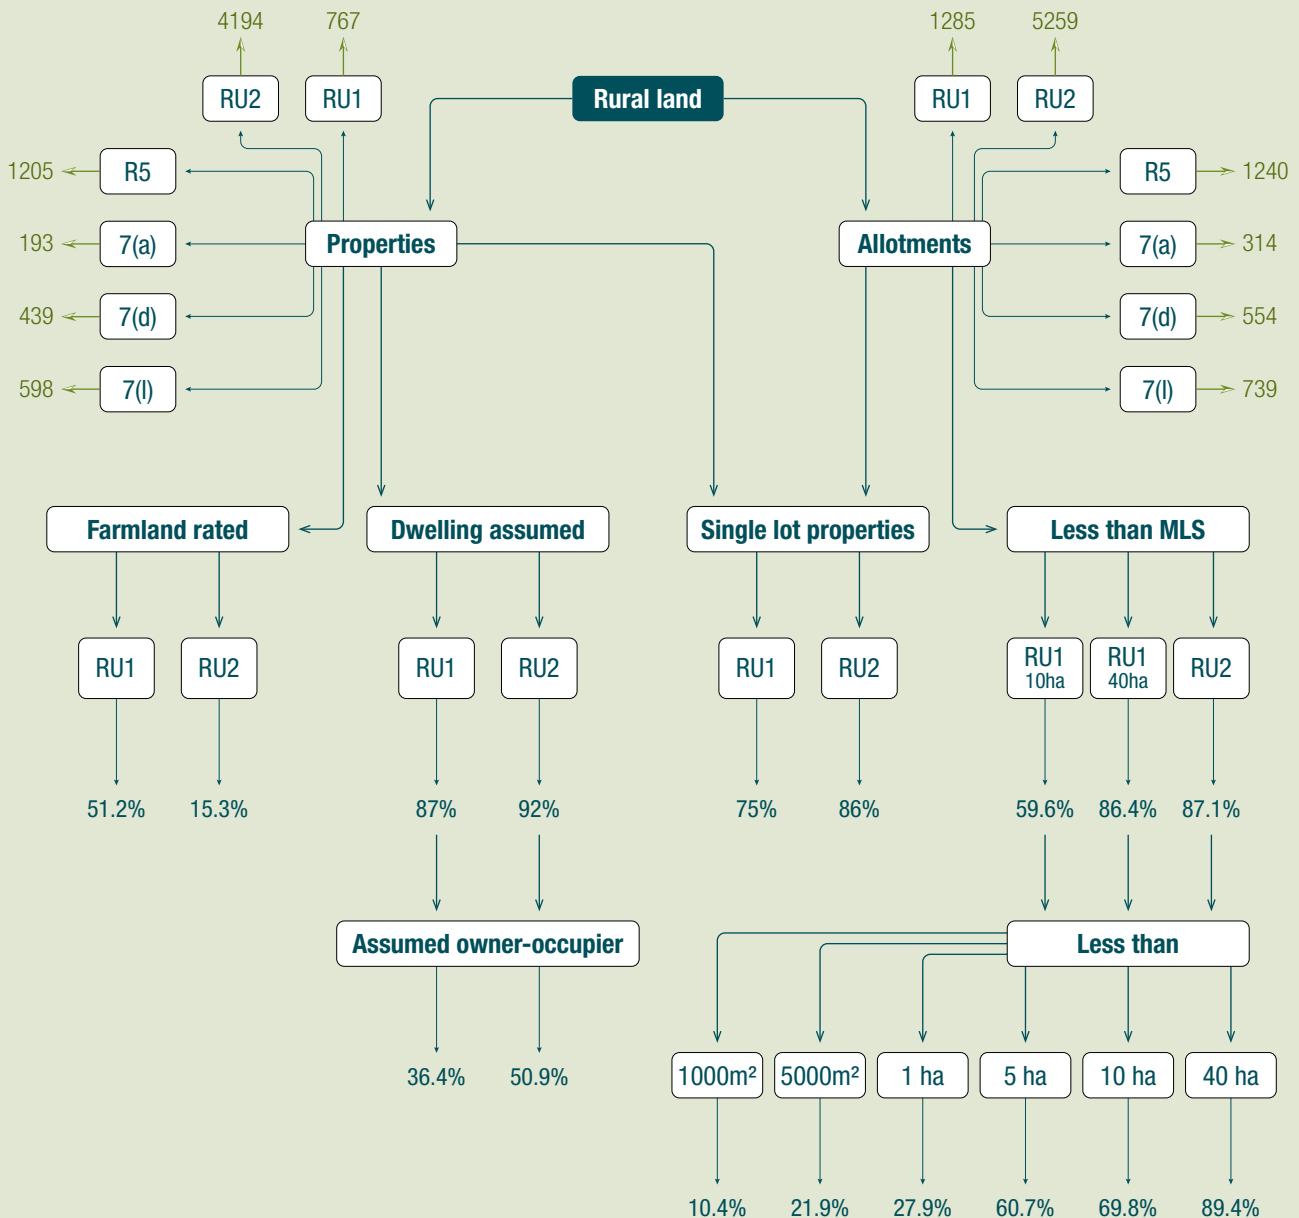 4194 767 1285 5259
RU2 RU1 Rural land RU1 RU2
1205 R5 R5 1240
193 7(a) Properties Allotments 7(a) 314
439 7(d) 7(d) 554
598 7(l) 7(l) 739
Farmland rated Dwelling assumed Single lot properties Less than MLS
RU1 RU2 RU1 RU2 RU1 RU2 RU1 RU1 RU2
10ha 40ha
51.2% 15.3% 87% 92% 75% 86% 59.6% 86.4% 87.1%
Assumed owner-occupier Less than
36.4% 50.9% 1000m² 5000m² 1 ha 5 ha 10 ha 40 ha
10.4% 21.9% 27.9% 60.7% 69.8% 89.4%